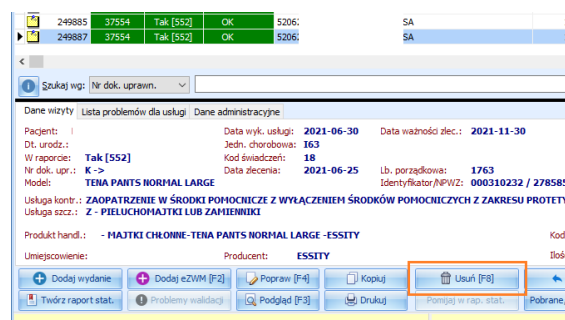 249885 37554 Tak [552] OK 5206 SA
249887 37554 Tak [552] OK 5206 SA
Szukaj wg: Nr dok. uprawn.
Dane wizyty Lista problemów dla usługi Dane administracyjne
Pacjent: Data wyk. usługi: 2021-06-30 Data ważności zlec.: 2021-11-30
Dt. urodz.: Jedn. chorobowa: I63
W raporcie: Tak [552] Kod świadczeń: 18
Nr dok. upr.: K -> Data zlecenia: 2021-06-25 Lb. porządkowa: 1763
Model: TENA PANTS NORMAL LARGE Identyfikator/NPWZ: 000310232 / 278585
Usługa kontr.: ZAOPATRZENIE W ŚRODKI POMOCNICZE Z WYŁĄCZENIEM ŚRODKÓW POMOCNICZYCH Z ZAKRESU PROTETY
Usługa szcz.: Z - PIELUCHOMAJTKI LUB ZAMIENNIKI
Produkt handl.: - MAJTKI CHŁONNE-TENA PANTS NORMAL LARGE -ESSITY Kod
Umiejscowienie: Producent: ESSITY Iloś
Dodaj wydanie Dodaj eZWM [F2] Popraw [F4] Kopiuj Usuń [F8]
Twórz raport stat. Problemy walidacji Podgląd [F3] Drukuj Pomijaj w rap. stat. Pobrane,